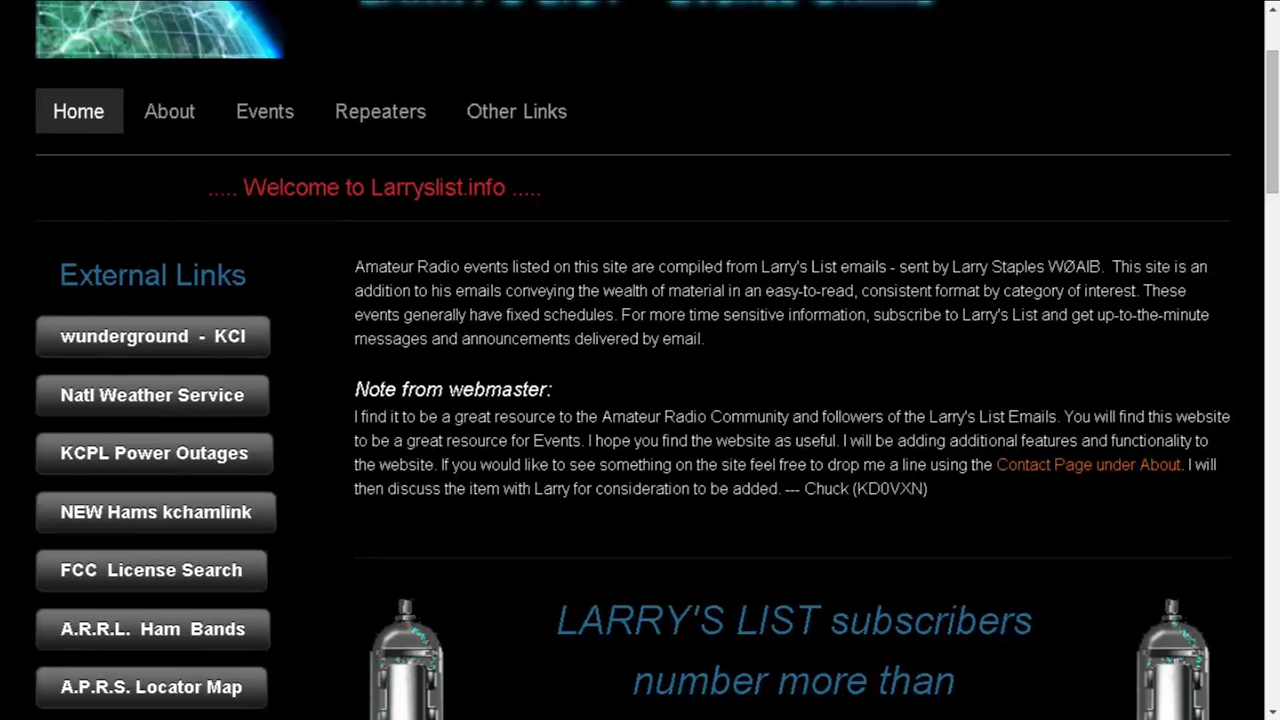 Home About Events Repeaters Other Links
..... Welcome to Larryslist.info .....
External Links
wunderground - KCI
Natl Weather Service
KCPL Power Outages
NEW Hams kchamlink
FCC License Search
A.R.R.L. Ham Bands
A.P.R.S. Locator Map
Amateur Radio events listed on this site are compiled from Larry's List emails - sent by Larry Staples WØAIB. This site is an
addition to his emails conveying the wealth of material in an easy-to-read, consistent format by category of interest. These
events generally have fixed schedules. For more time sensitive information, subscribe to Larry's List and get up-to-the-minute
messages and announcements delivered by email.
Note from webmaster:
I find it to be a great resource to the Amateur Radio Community and followers of the Larry's List Emails. You will find this website
to be a great resource for Events. I hope you find the website as useful. I will be adding additional features and functionality to
the website. If you would like to see something on the site feel free to drop me a line using the Contact Page under About. I will
then discuss the item with Larry for consideration to be added. --- Chuck (KD0VXN)
LARRY'S LIST subscribers
number more than